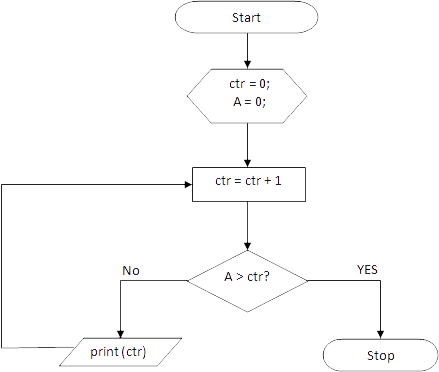 Start
ctr = 0;
A = 0;
ctr = ctr + 1
A > ctr?
No
YES
print (ctr)
Stop